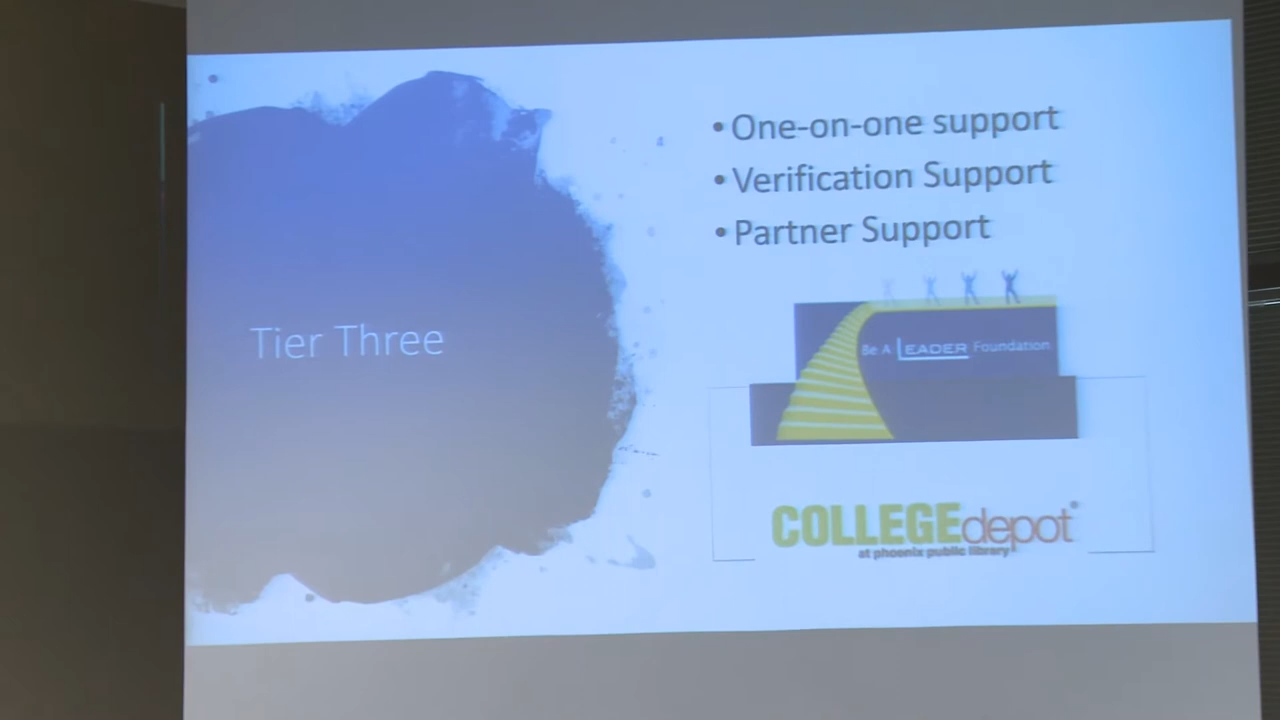 Tier Three
• One-on-one support
• Verification Support
• Partner Support
Be A LEADER Foundation
COLLEGEdepot
at phoenix public library